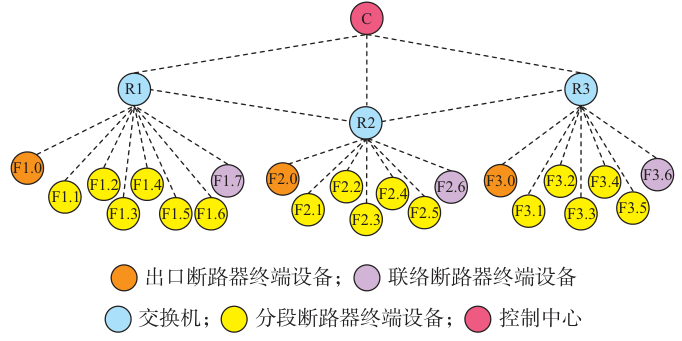 C
R1
R3
R2
F1.0
F1.1
F1.2
F1.3
F1.4
F1.5
F1.6
F1.7
F2.0
F2.1
F2.2
F2.3
F2.4
F2.5
F2.6
F3.0
F3.1
F3.2
F3.3
F3.4
F3.5
F3.6
出口断路器终端设备； 联络断路器终端设备
交换机； 分段断路器终端设备； 控制中心